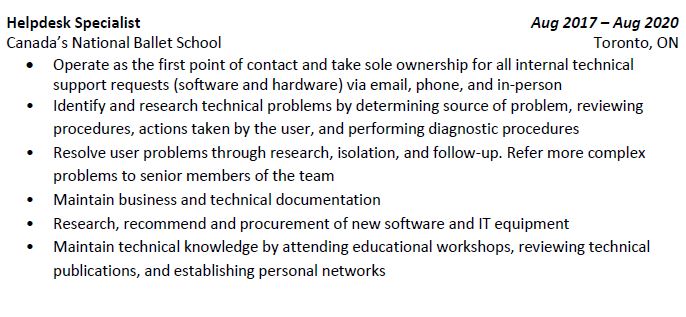 Helpdesk Specialist Aug 2017 – Aug 2020
Canada's National Ballet School Toronto, ON
• Operate as the first point of contact and take sole ownership for all internal technical
support requests (software and hardware) via email, phone, and in-person
• Identify and research technical problems by determining source of problem, reviewing
procedures, actions taken by the user, and performing diagnostic procedures
• Resolve user problems through research, isolation, and follow-up. Refer more complex
problems to senior members of the team
• Maintain business and technical documentation
• Research, recommend and procurement of new software and IT equipment
• Maintain technical knowledge by attending educational workshops, reviewing technical
publications, and establishing personal networks